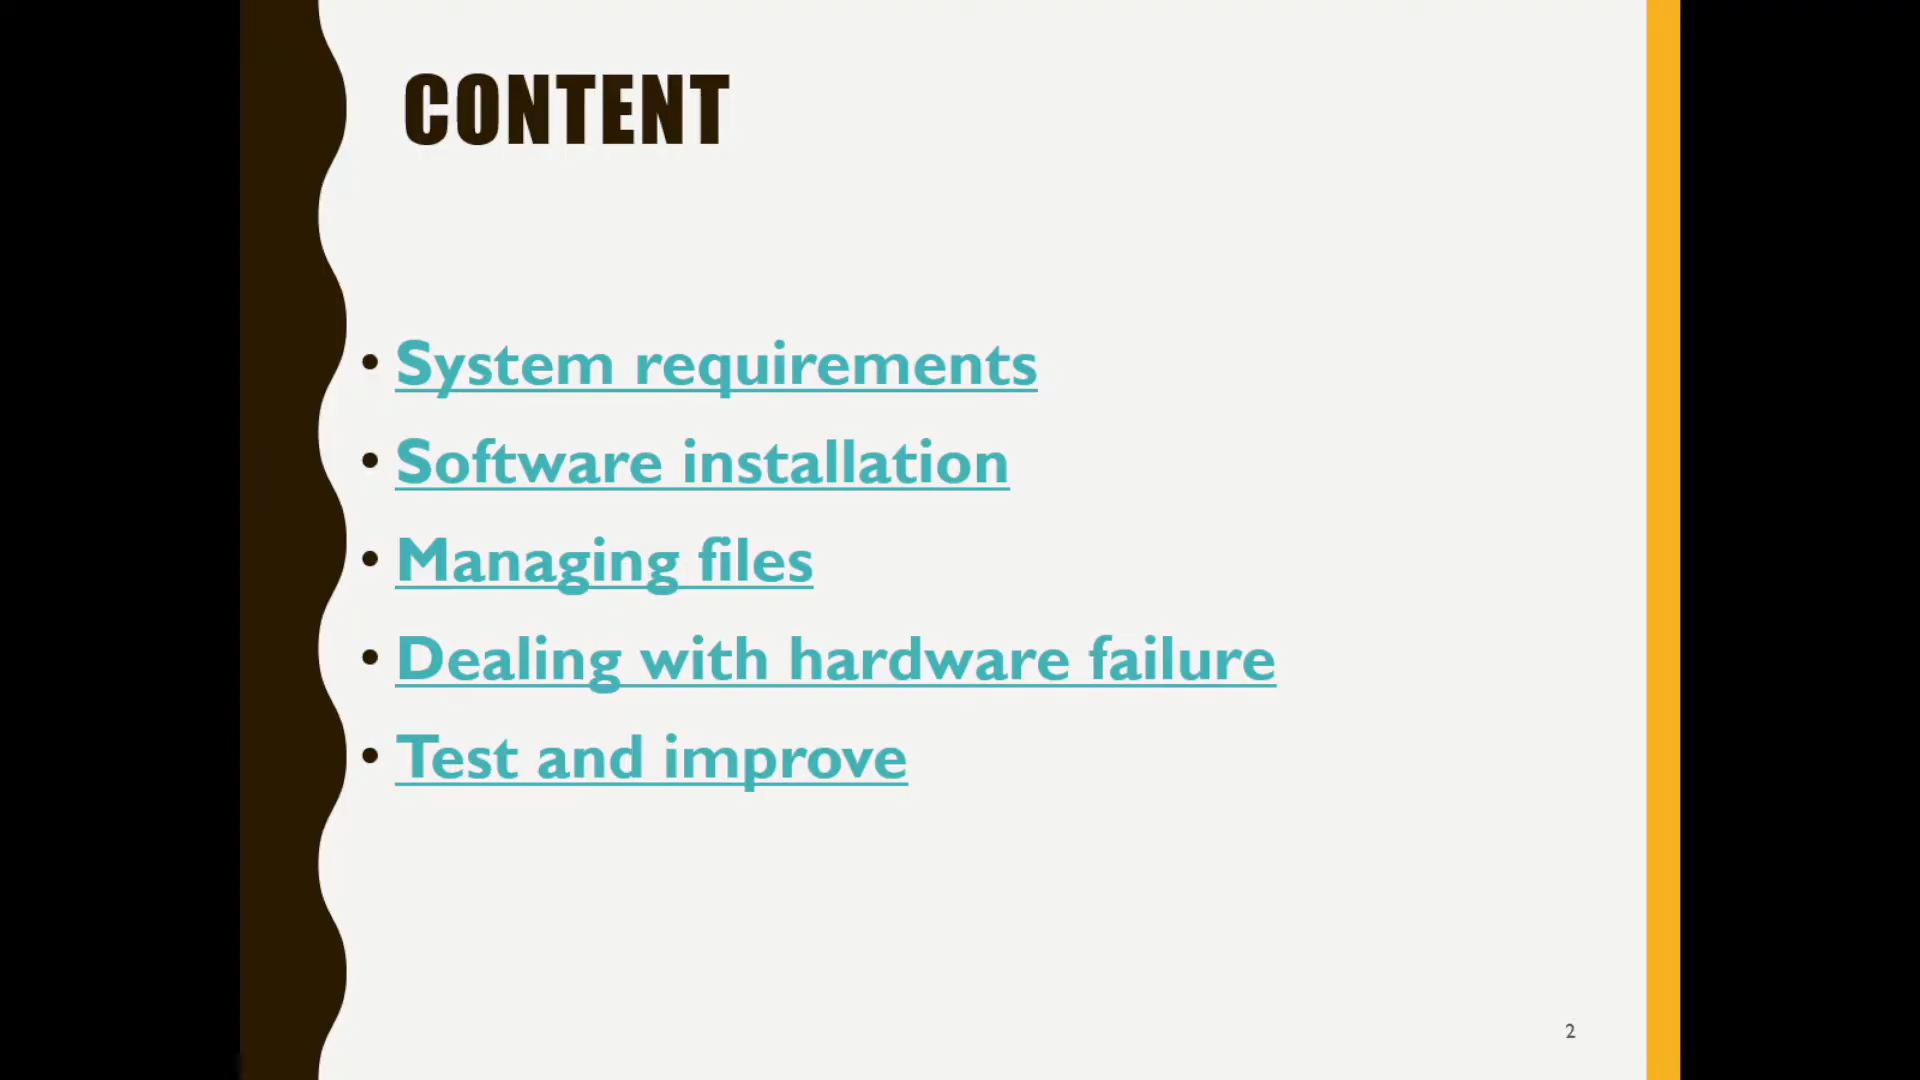 CONTENT
• System requirements
• Software installation
• Managing files
• Dealing with hardware failure
• Test and improve
2